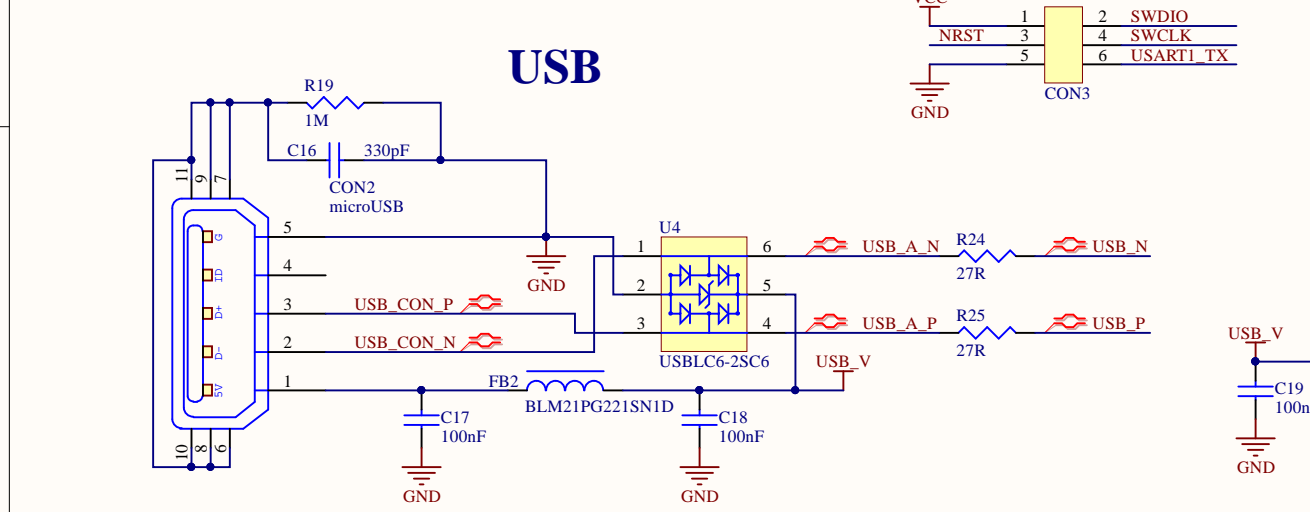 VCC
1
2
SWDIO
NRST
3
4
SWCLK
5
6
USART1_TX
CON3
GND
USB
R19
1M
C16
330pF
CON2
microUSB
11
9
7
G
ID
D+
D-
5V
5
4
3
2
1
10
8
6
GND
USB_CON_P
USB_CON_N
U4
1
2
3
6
5
4
USBLC6-2SC6
USB_A_N
R24
27R
USB_N
USB_A_P
R25
27R
USB_P
FB2
BLM21PG221SN1D
USB_V
C17
100nF
GND
C18
100nF
GND
USB_V
C19
100n
GND